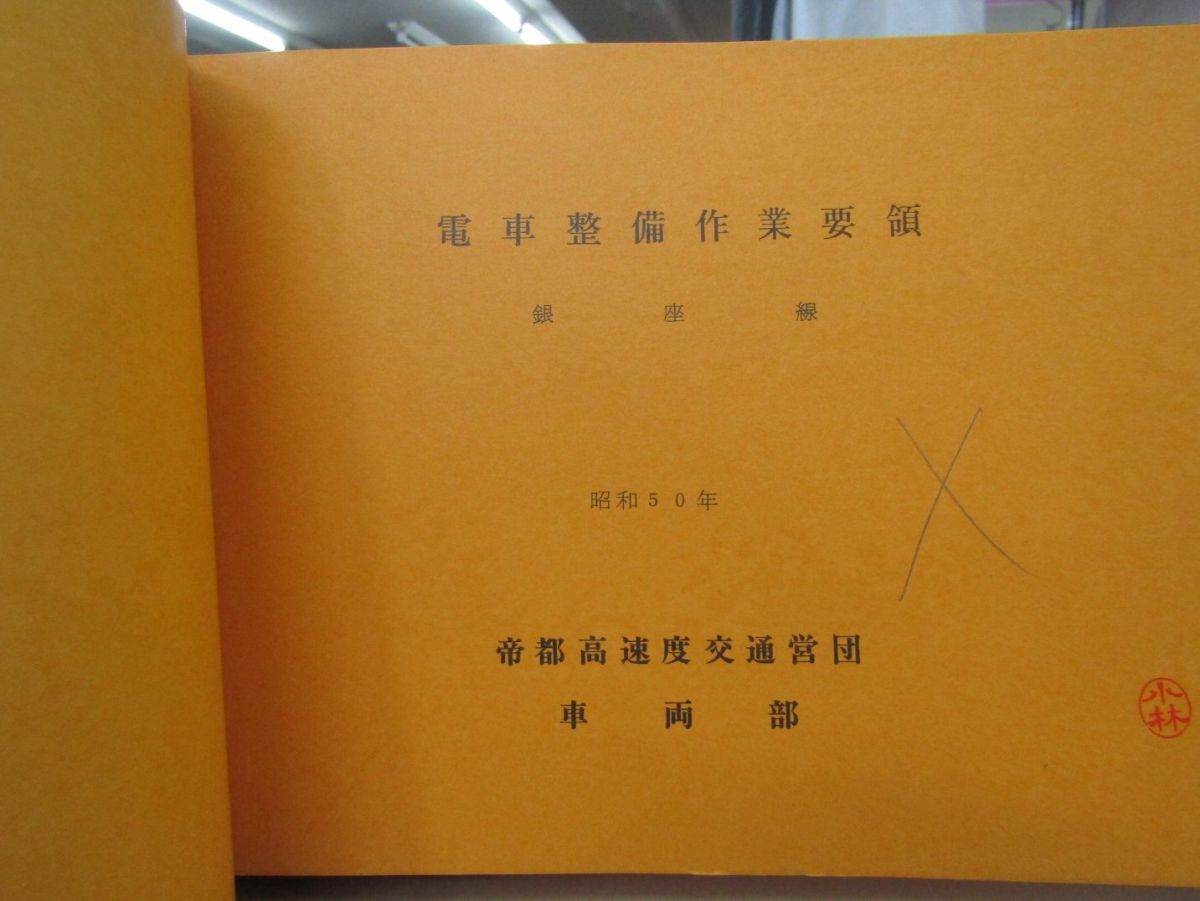 電車整備作業要領
銀座線
昭和50年
帝都高速度交通営団
車両部
小林